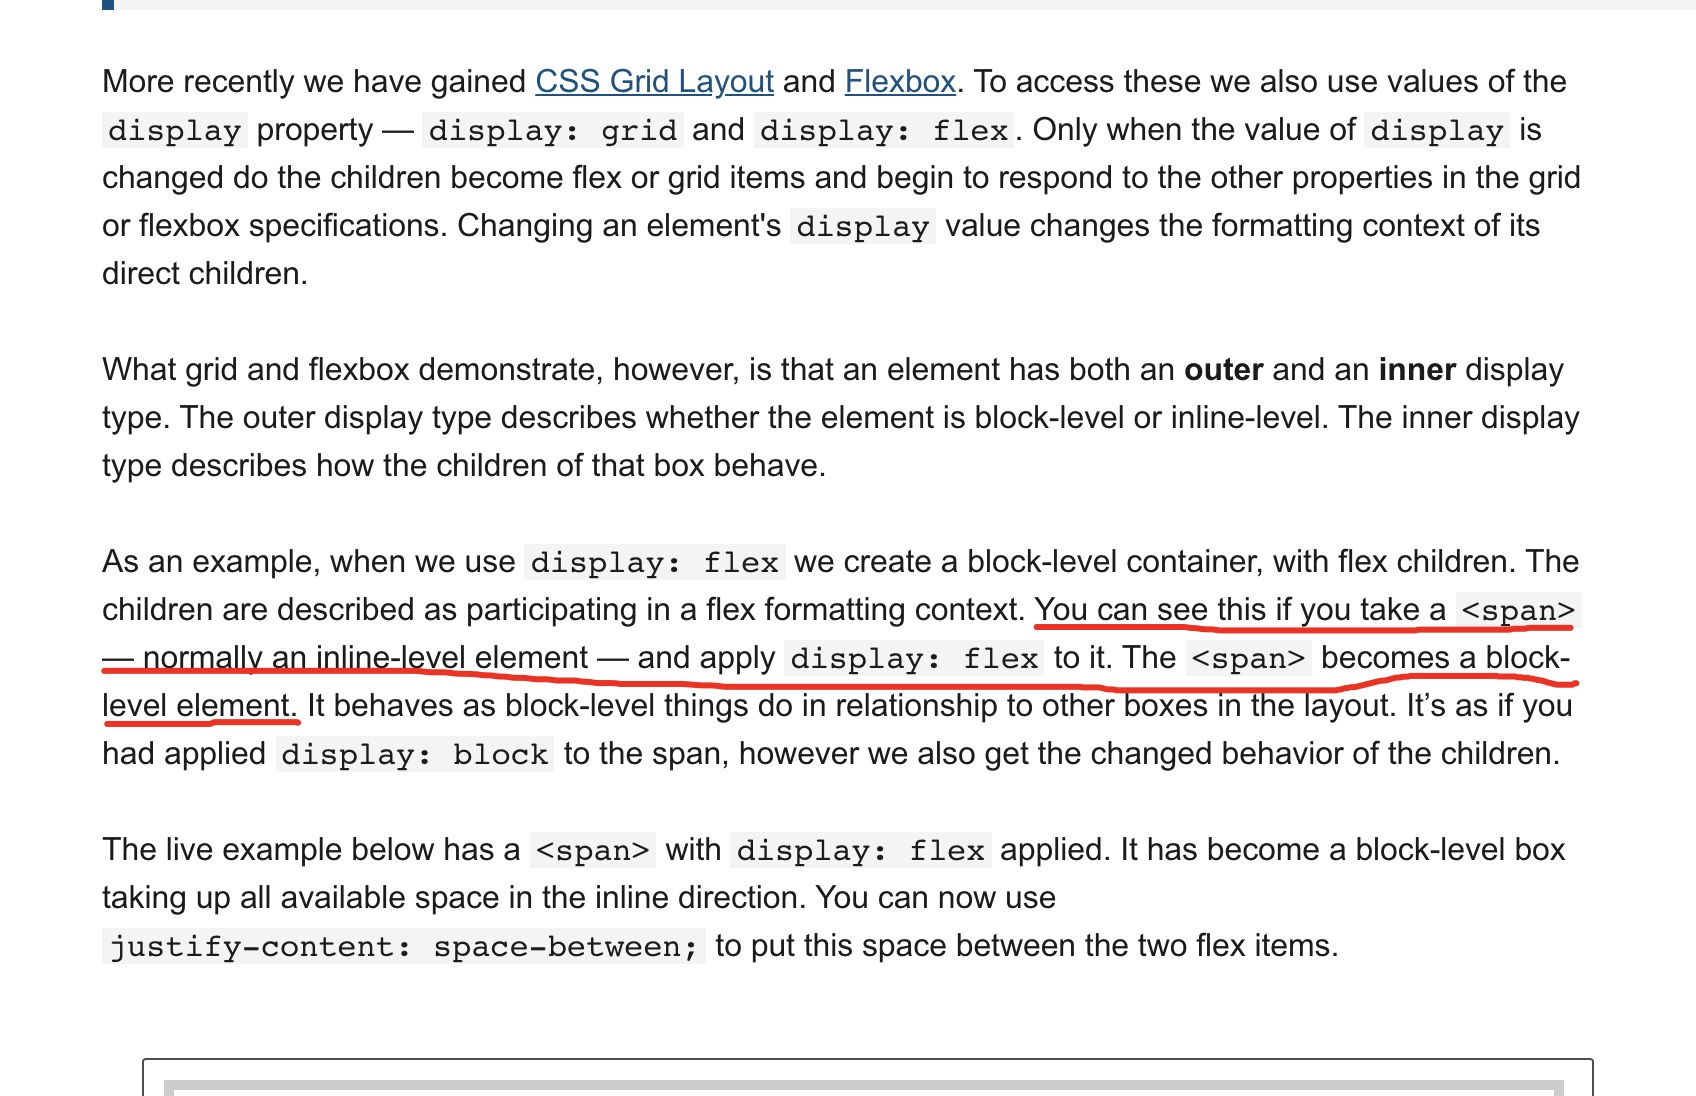 More recently we have gained CSS Grid Layout and Flexbox. To access these we also use values of the
display property — display: grid and display: flex. Only when the value of display is
changed do the children become flex or grid items and begin to respond to the other properties in the grid
or flexbox specifications. Changing an element's display value changes the formatting context of its
direct children.
What grid and flexbox demonstrate, however, is that an element has both an outer and an inner display
type. The outer display type describes whether the element is block-level or inline-level. The inner display
type describes how the children of that box behave.
As an example, when we use display: flex we create a block-level container, with flex children. The
children are described as participating in a flex formatting context. You can see this if you take a <span>
— normally an inline-level element — and apply display: flex to it. The <span> becomes a block-
level element. It behaves as block-level things do in relationship to other boxes in the layout. It’s as if you
had applied display: block to the span, however we also get the changed behavior of the children.
The live example below has a <span> with display: flex applied. It has become a block-level box
taking up all available space in the inline direction. You can now use
justify-content: space-between; to put this space between the two flex items.